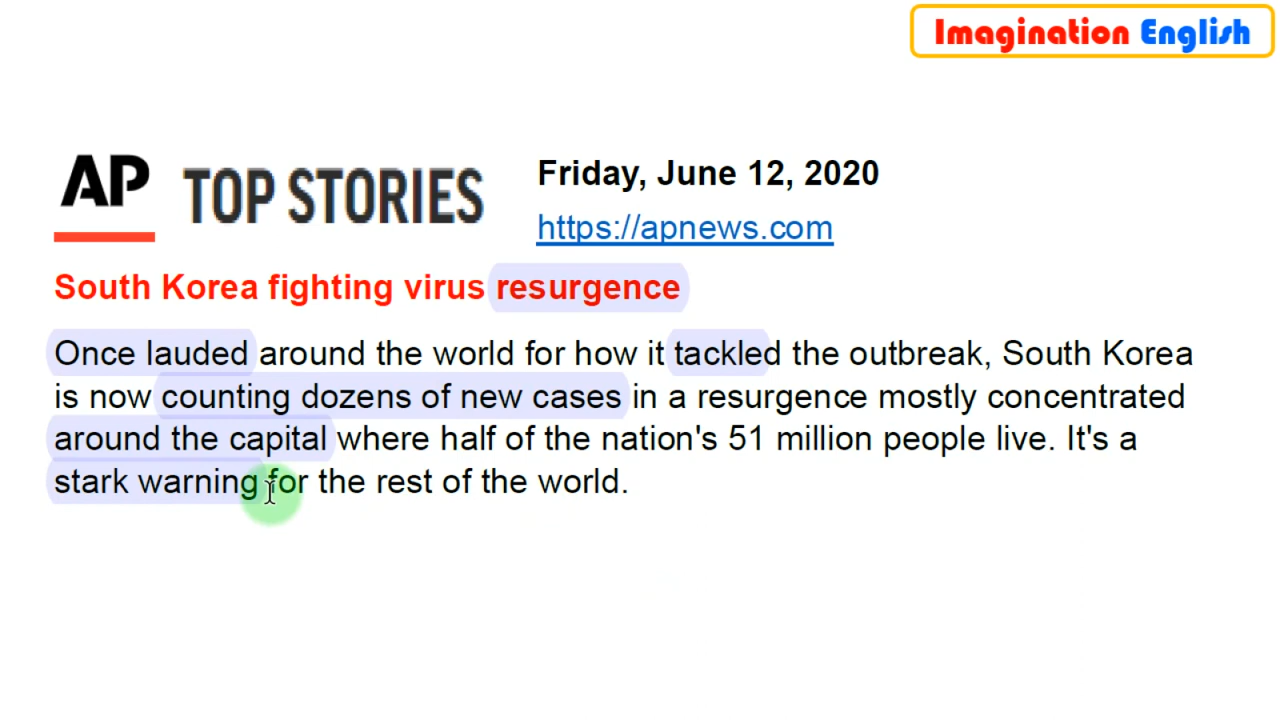 Imagination English
AP TOP STORIES
Friday, June 12, 2020
https://apnews.com
South Korea fighting virus resurgence
Once lauded around the world for how it tackled the outbreak, South Korea
is now counting dozens of new cases in a resurgence mostly concentrated
around the capital where half of the nation's 51 million people live. It's a
stark warning for the rest of the world.